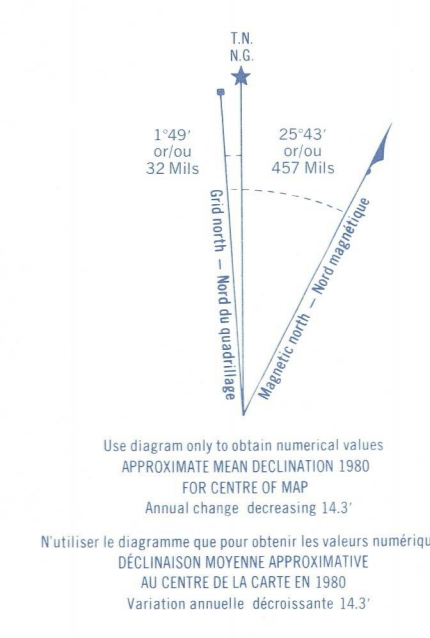 T.N.
N.G.
1°49′
or/ou
32 Mils
25°43′
or/ou
457 Mils
Grid north — Nord du quadrillage
Magnetic north — Nord magnétique
Use diagram only to obtain numerical values
APPROXIMATE MEAN DECLINATION 1980
FOR CENTRE OF MAP
Annual change decreasing 14.3′
N'utiliser le diagramme que pour obtenir les valeurs numériqu
DÉCLINAISON MOYENNE APPROXIMATIVE
AU CENTRE DE LA CARTE EN 1980
Variation annuelle décroissante 14.3′